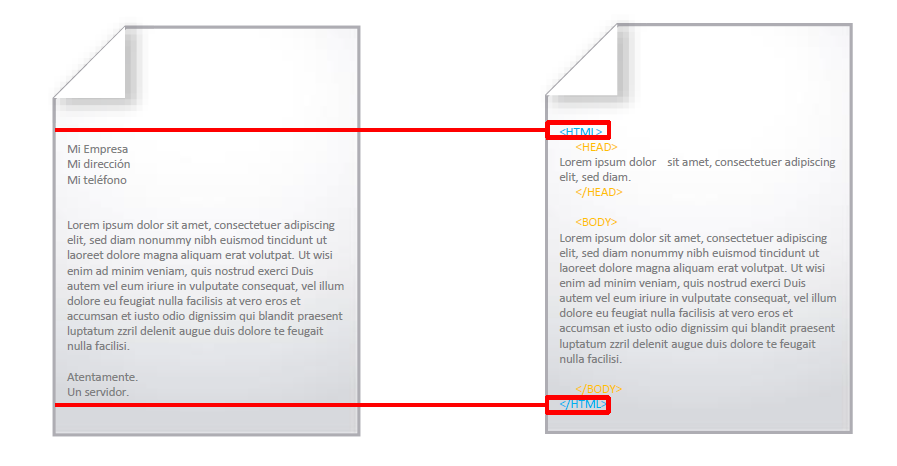 Mi Empresa
Mi dirección
Mi teléfono
Lorem ipsum dolor sit amet, consectetuer adipiscing
elit, sed diam nonummy nibh euismod tincidunt ut
laoreet dolore magna aliquam erat volutpat. Ut wisi
enim ad minim veniam, quis nostrud exerci Duis
autem vel eum iriure in vulputate consequat, vel illum
dolore eu feugiat nulla facilisis at vero eros et
accumsan et iusto odio dignissim qui blandit praesent
luptatum zzril delenit augue duis dolore te feugait
nulla facilisi.
Atentamente.
Un servidor.
<HTML>
<HEAD>
Lorem ipsum dolor sit amet, consectetuer adipiscing
elit, sed diam.
</HEAD>
<BODY>
Lorem ipsum dolor sit amet, consectetuer adipiscing
elit, sed diam nonummy nibh euismod tincidunt ut
laoreet dolore magna aliquam erat volutpat. Ut wisi
enim ad minim veniam, quis nostrud exerci Duis
autem vel eum iriure in vulputate consequat, vel illum
dolore eu feugiat nulla facilisis at vero eros et
accumsan et iusto odio dignissim qui blandit praesent
luptatum zzril delenit augue duis dolore te feugait
nulla facilisi.
</BODY>
</HTML>